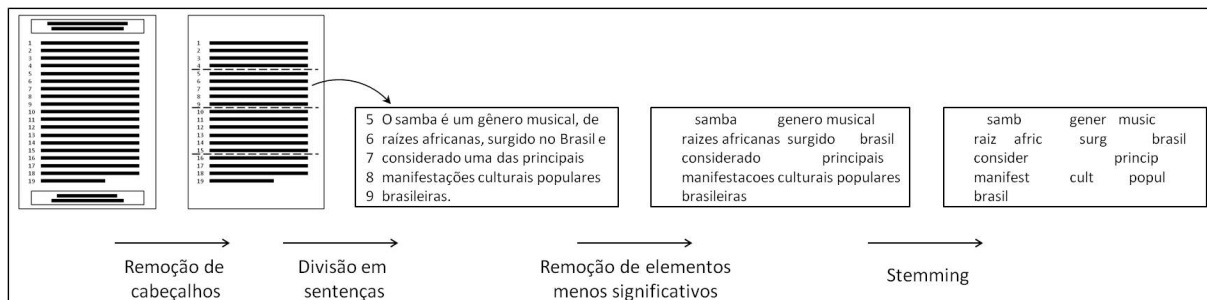 1
2
3
4
5
6
7
8
9
10
11
12
13
14
15
16
17
18
19
1
2
3
4
5
6
7
8
9
10
11
12
13
14
15
16
17
18
19
5 O samba é um gênero musical, de
6 raízes africanas, surgido no Brasil e
7 considerado uma das principais
8 manifestações culturais populares
9 brasileiras.
samba genero musical
raizes africanas surgido brasil
considerado principais
manifestacoes culturais populares
brasileiras
samb gener music
raiz afric surg brasil
consider princip
manifest cult popul
brasil
Remoção de
cabeçalhos
Divisão em
sentenças
Remoção de elementos
menos significativos
Stemming